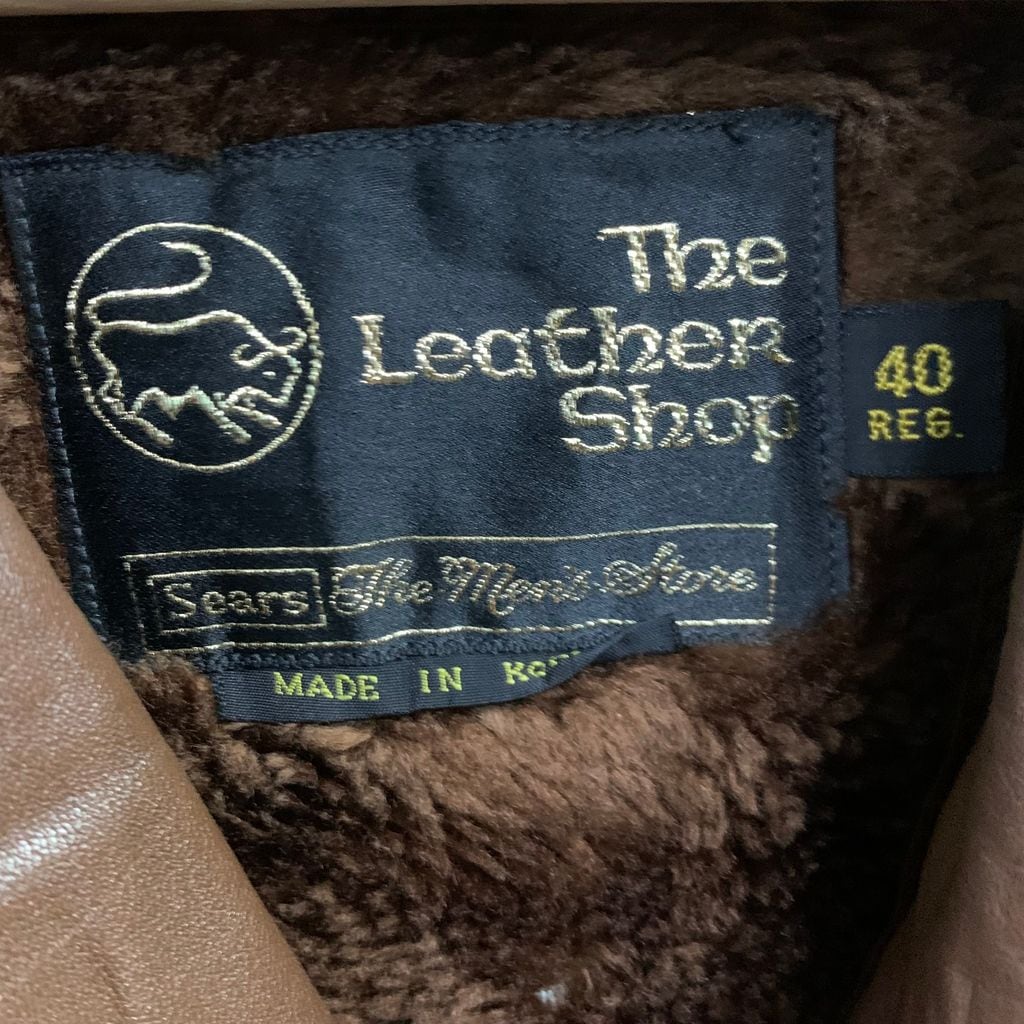 The
Leather
Shop
40
REG.
Sears The Men's Store
MADE IN